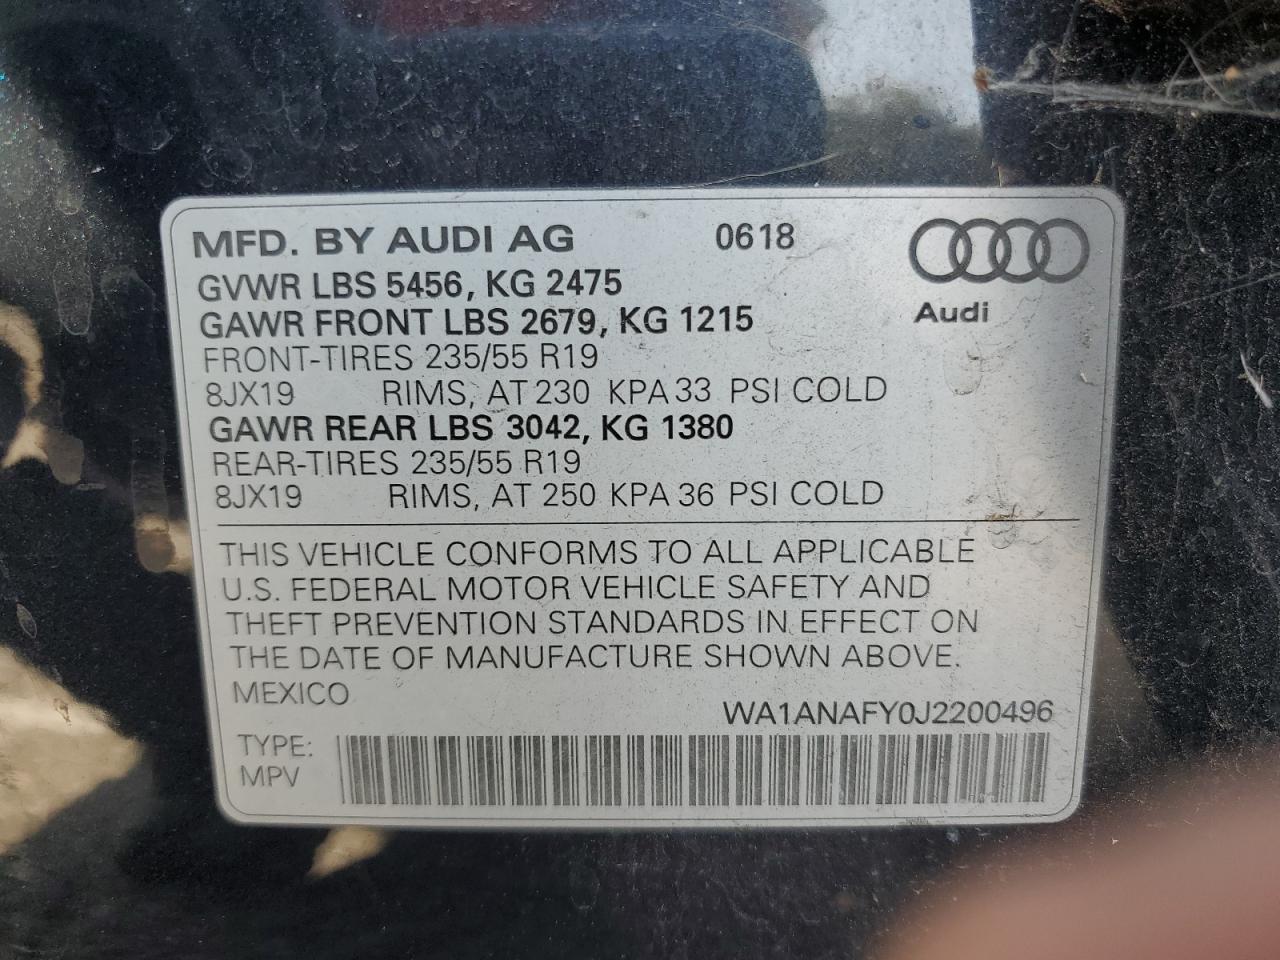 MFD. BY AUDI AG 0618
GVWR LBS 5456, KG 2475
GAWR FRONT LBS 2679, KG 1215
Audi
FRONT-TIRES 235/55 R19
8JX19 RIMS, AT 230 KPA 33 PSI COLD
GAWR REAR LBS 3042, KG 1380
REAR-TIRES 235/55 R19
8JX19 RIMS, AT 250 KPA 36 PSI COLD
THIS VEHICLE CONFORMS TO ALL APPLICABLE
U.S. FEDERAL MOTOR VEHICLE SAFETY AND
THEFT PREVENTION STANDARDS IN EFFECT ON
THE DATE OF MANUFACTURE SHOWN ABOVE.
MEXICO
WA1ANAFY0J2200496
TYPE:
MPV